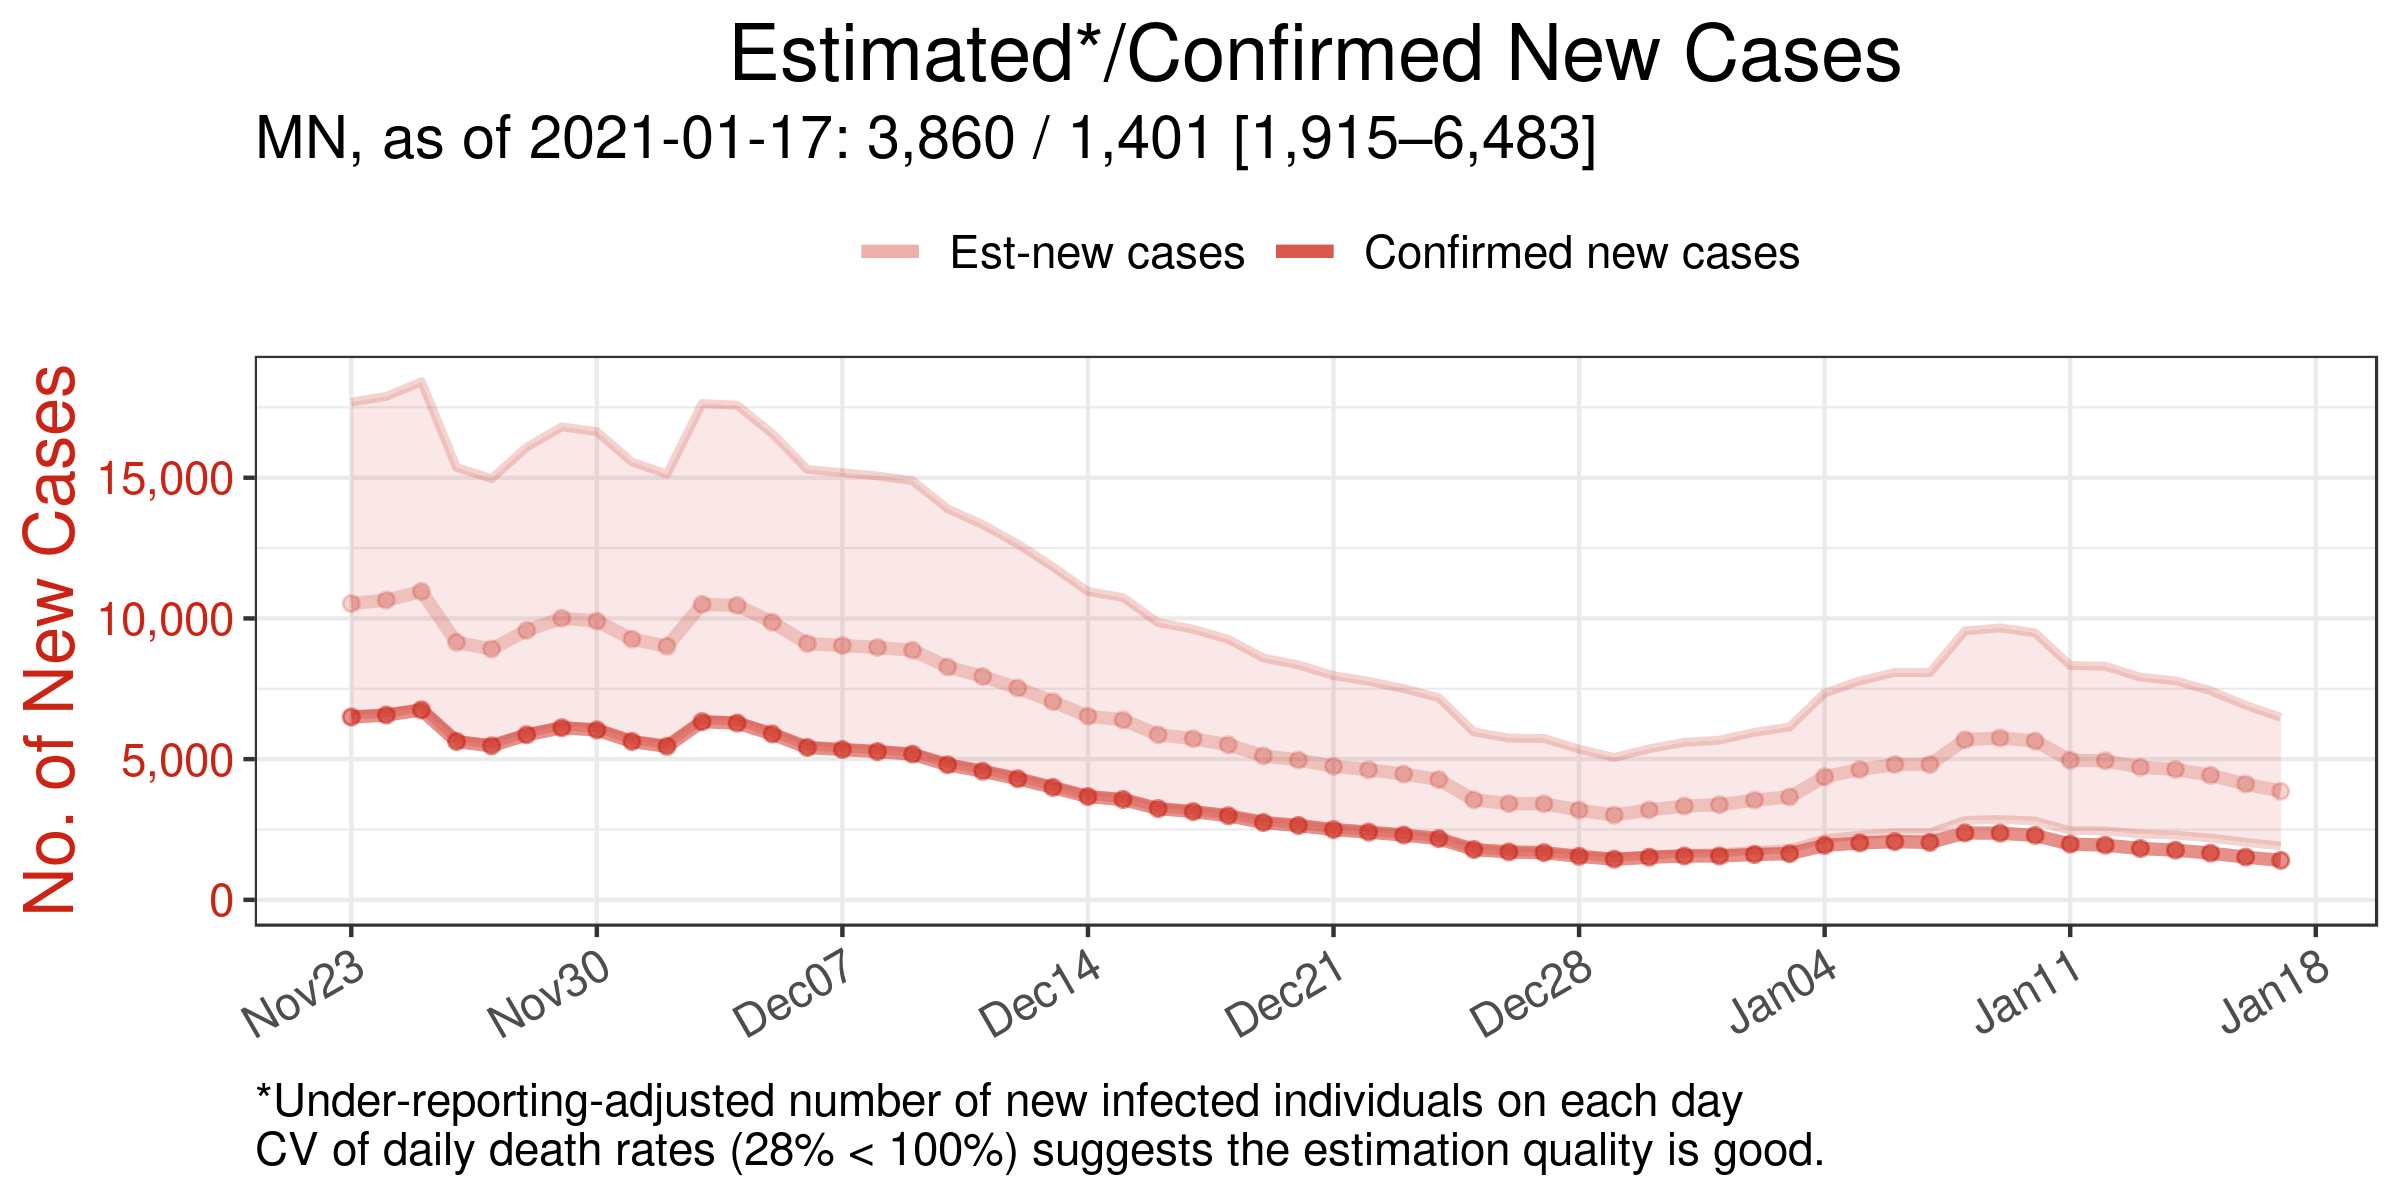 Estimated*/Confirmed New Cases
MN, as of 2021-01-17: 3,860 / 1,401 [1,915–6,483]
Est-new cases Confirmed new cases
No. of New Cases
15,000
10,000
5,000
0
Nov23 Nov30 Dec07 Dec14 Dec21 Dec28 Jan04 Jan11 Jan18
*Under-reporting-adjusted number of new infected individuals on each day
CV of daily death rates (28% < 100%) suggests the estimation quality is good.